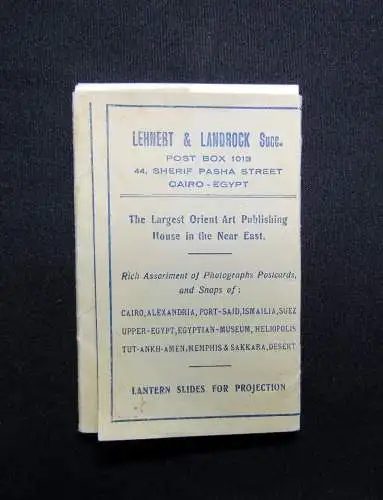 LEHNERT & LANDROCK Succ.
POST BOX 1013
44, SHERIF PASHA STREET
CAIRO - EGYPT
The Largest Orient Art Publishing
House in the Near East.
Rich Assortment of Photographs Postcards,
and Snaps of :
CAIRO, ALEXANDRIA, PORT-SAID, ISMAILIA, SUEZ
UPPER-EGYPT, EGYPTIAN-MUSEUM, HELIOPOLIS
TUT-ANKH-AMEN, MEMPHIS & SAKKARA, DESERT
LANTERN SLIDES FOR PROJECTION